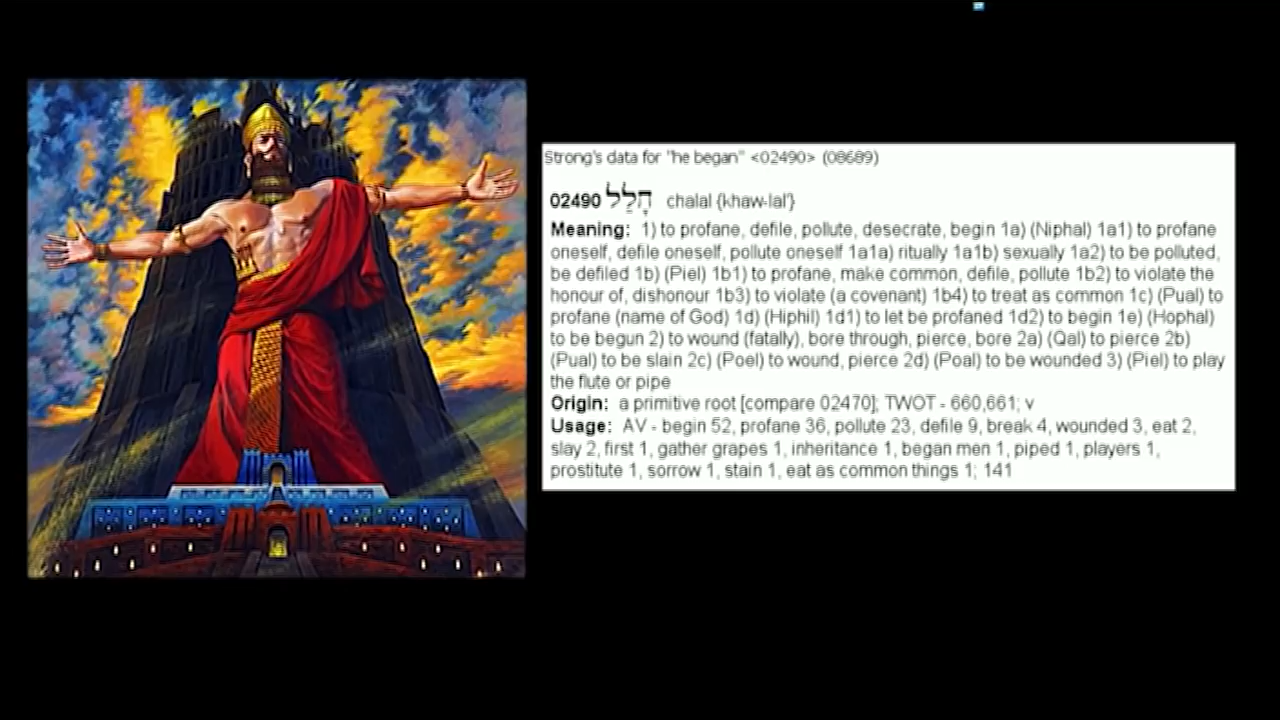 Strong's data for "he began" <02490> (08689)
02490 חָלַל chalal {khaw-lal'}
Meaning: 1) to profane, defile, pollute, desecrate, begin 1a) (Niphal) 1a1) to profane
oneself, defile oneself, pollute oneself 1a1a) ritually 1a1b) sexually 1a2) to be polluted,
be defiled 1b) (Piel) 1b1) to profane, make common, defile, pollute 1b2) to violate the
honour of, dishonour 1b3) to violate (a covenant) 1b4) to treat as common 1c) (Pual) to
profane (name of God) 1d) (Hiphil) 1d1) to let be profaned 1d2) to begin 1e) (Hophal)
to be begun 2) to wound (fatally), bore through, pierce, bore 2a) (Qal) to pierce 2b)
(Pual) to be slain 2c) (Poel) to wound, pierce 2d) (Poal) to be wounded 3) (Piel) to play
the flute or pipe
Origin: a primitive root [compare 02470]; TWOT - 660,661; v
Usage: AV - begin 52, profane 36, pollute 23, defile 9, break 4, wounded 3, eat 2,
slay 2, first 1, gather grapes 1, inheritance 1, began men 1, piped 1, players 1,
prostitute 1, sorrow 1, stain 1, eat as common things 1; 141